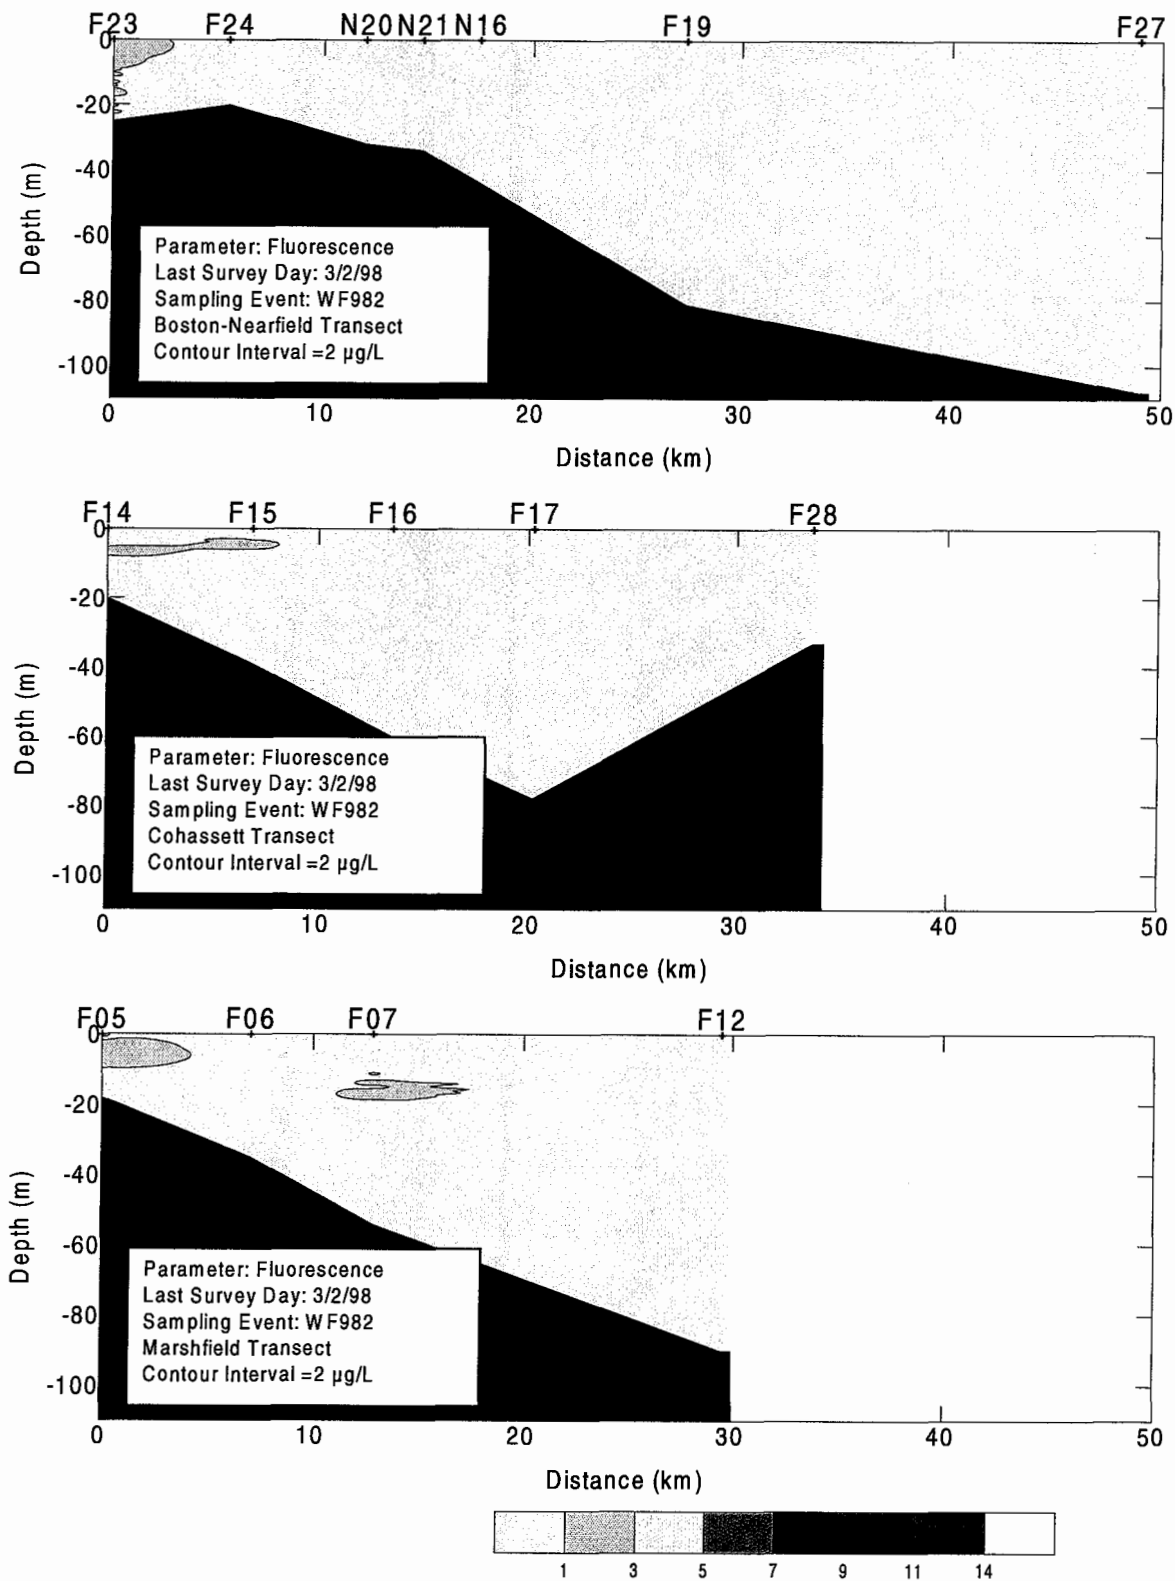 F23 F24 N20 N21 N16 F19 F27
0
-20
-40
-60
-80
-100
Depth (m)
Parameter: Fluorescence
Last Survey Day: 3/2/98
Sampling Event: WF982
Boston-Nearfield Transect
Contour Interval =2 µg/L
0 10 20 30 40 50
Distance (km)
F14 F15 F16 F17 F28
0
-20
-40
-60
-80
-100
Depth (m)
Parameter: Fluorescence
Last Survey Day: 3/2/98
Sampling Event: WF982
Cohassett Transect
Contour Interval =2 µg/L
0 10 20 30 40 50
Distance (km)
F05 F06 F07 F12
0
-20
-40
-60
-80
-100
Depth (m)
Parameter: Fluorescence
Last Survey Day: 3/2/98
Sampling Event: WF982
Marshfield Transect
Contour Interval =2 µg/L
0 10 20 30 40 50
Distance (km)
1 3 5 7 9 11 14